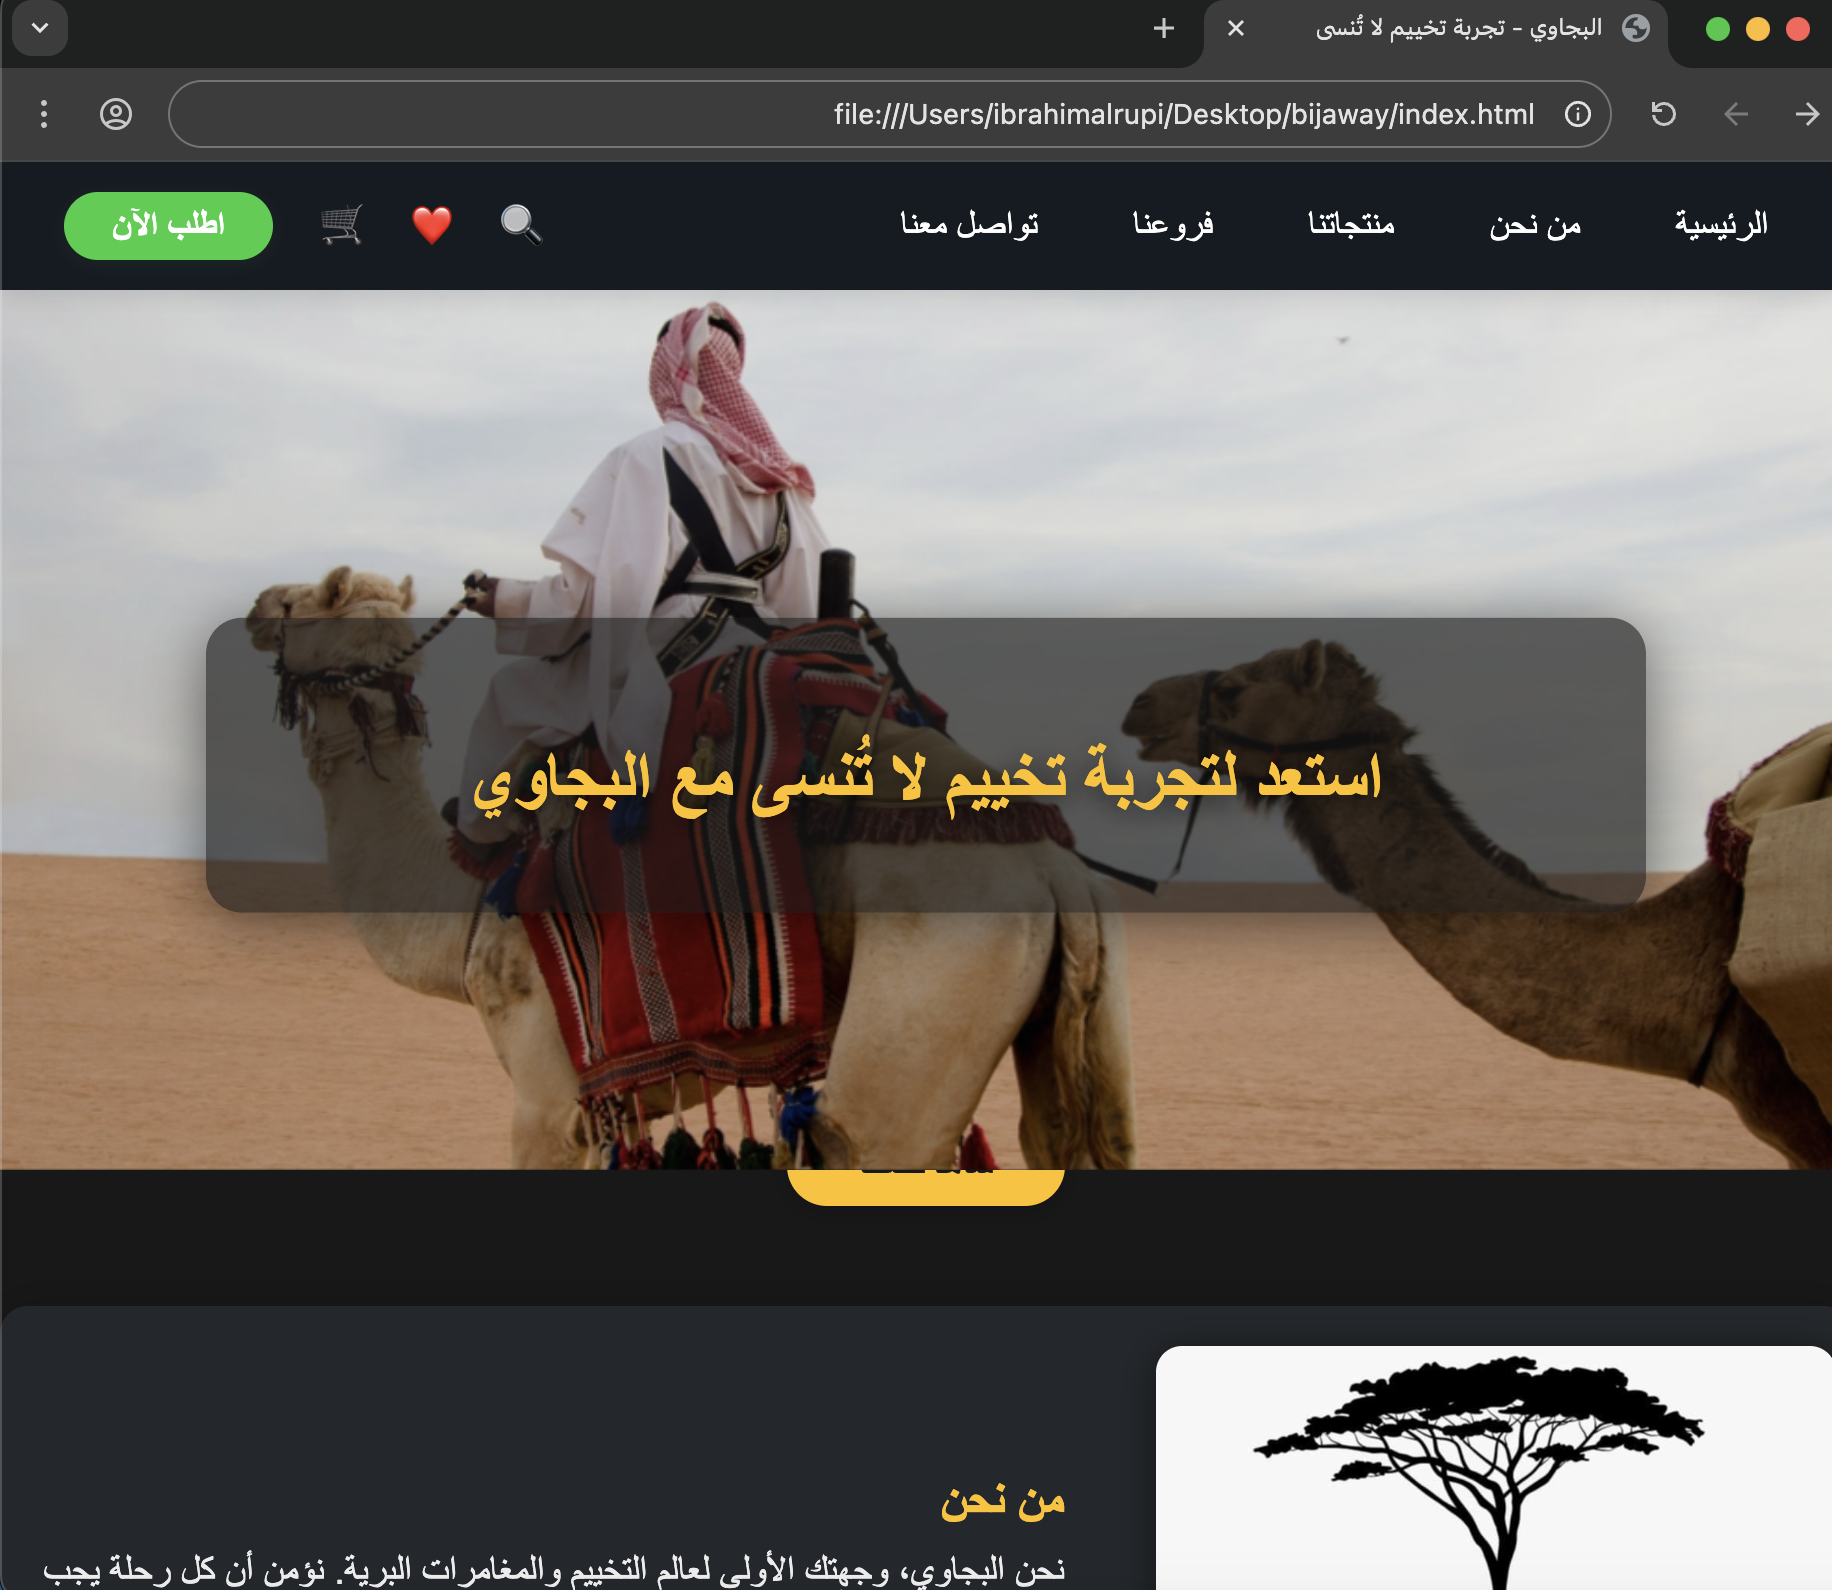 البجاوي - تجربة تخييم لا تُنسى
file:///Users/ibrahimalrupi/Desktop/bijaway/index.html
الرئيسية
من نحن
منتجاتنا
فروعنا
تواصل معنا
اطلب الآن
استعد لتجربة تخييم لا تُنسى مع البجاوي
من نحن
نحن البجاوي، وجهتك الأولى لعالم التخييم والمغامرات البرية. نؤمن أن كل رحلة يجب